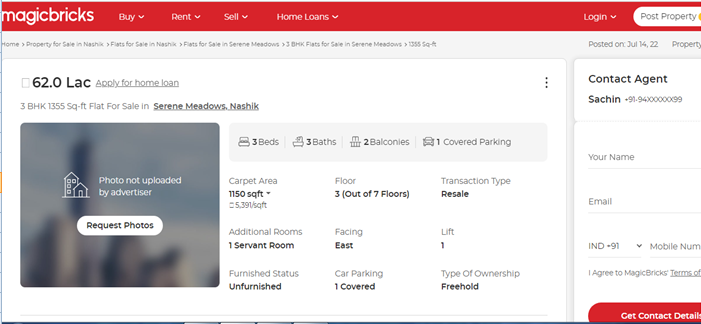 magicbricks Buy Rent Sell Home Loans Login Post Property
Home > Property for Sale in Nashik > Flats for Sale in Nashik > Flats for Sale in Serene Meadows > 3 BHK Flats for Sale in Serene Meadows > 1355 Sq-ft Posted on: Jul 14, 22 Property
62.0 Lac Apply for home loan
3 BHK 1355 Sq-ft Flat For Sale in Serene Meadows, Nashik
Photo not uploaded
by advertiser
Request Photos
3 Beds 3 Baths 2 Balconies 1 Covered Parking
Carpet Area Floor Transaction Type
1150 sqft 3 (Out of 7 Floors) Resale
5,391/sqft
Additional Rooms Facing Lift
1 Servant Room East 1
Furnished Status Car Parking Type Of Ownership
Unfurnished 1 Covered Freehold
Contact Agent
Sachin +91-94XXXXXX99
Your Name
Email
IND +91 Mobile Num
I Agree to MagicBricks' Terms of
Get Contact Details